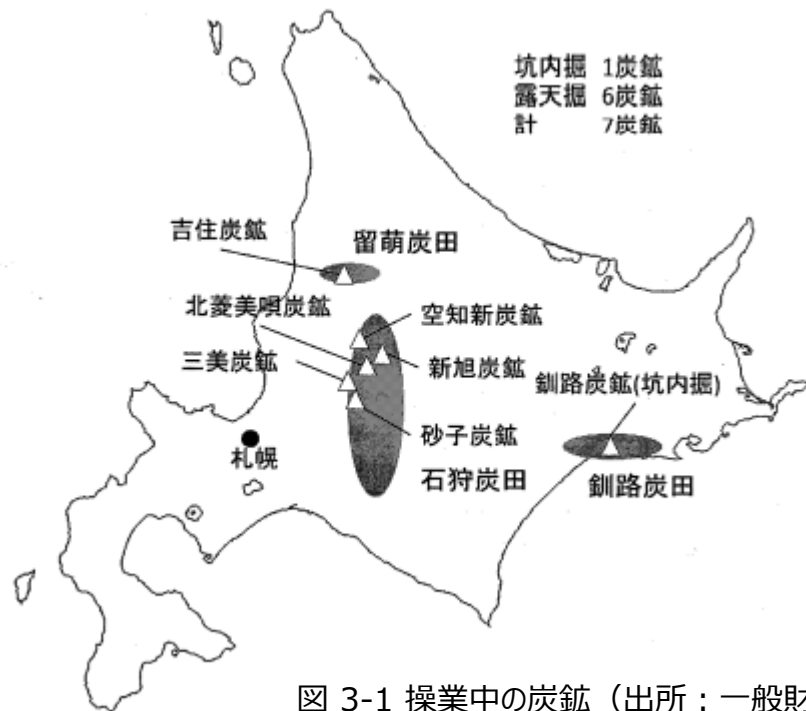 坑内掘 1炭鉱
露天掘 6炭鉱
計 7炭鉱
吉住炭鉱
留萌炭田
北菱美唄炭鉱
空知新炭鉱
三美炭鉱
新旭炭鉱
釧路炭鉱(坑内掘)
砂子炭鉱
札幌
石狩炭田
釧路炭田
図 3-1 操業中の炭鉱（出所：一般財